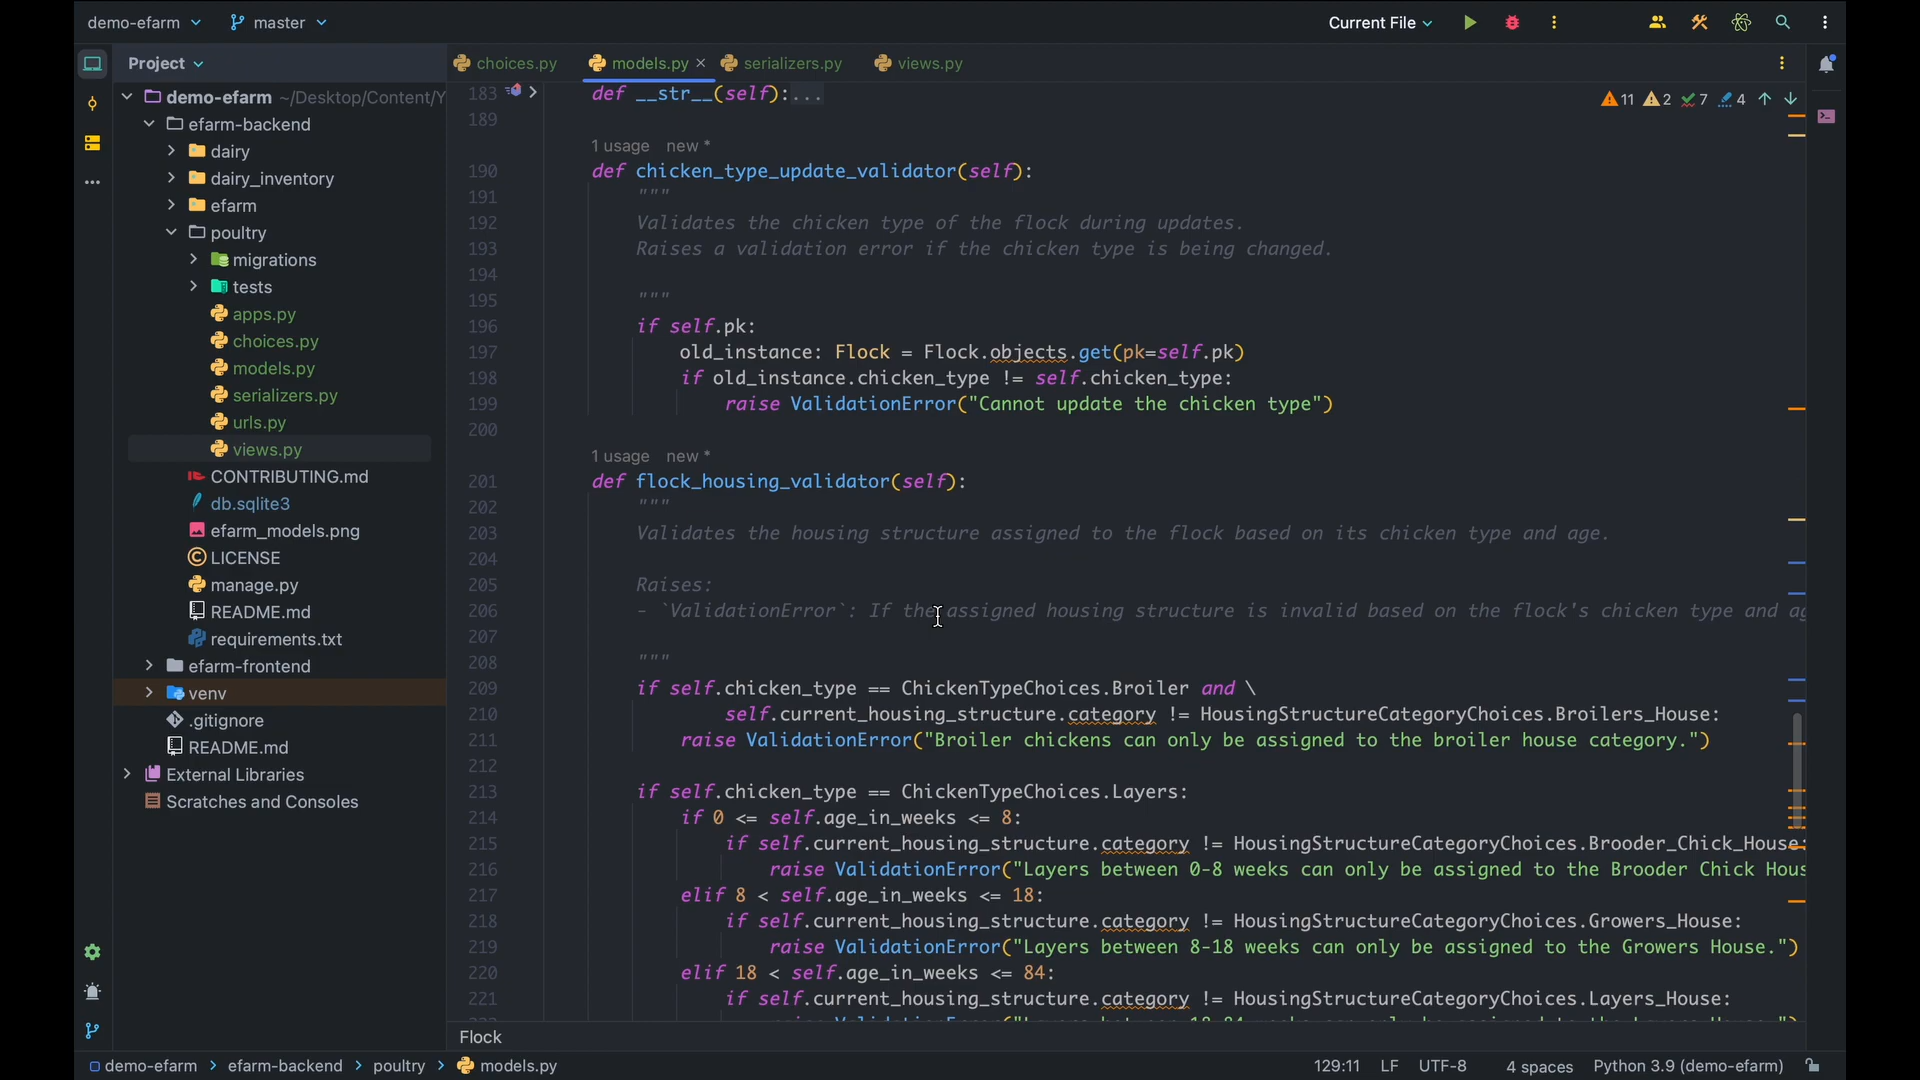 demo-efarm master Current File
Project
choices.py models.py serializers.py views.py
demo-efarm ~/Desktop/Content/Y
efarm-backend
dairy
dairy_inventory
efarm
poultry
migrations
tests
apps.py
choices.py
models.py
serializers.py
urls.py
views.py
CONTRIBUTING.md
db.sqlite3
efarm_models.png
LICENSE
manage.py
README.md
requirements.txt
efarm-frontend
venv
.gitignore
README.md
External Libraries
Scratches and Consoles
11 2 7 4
183 def __str__(self):...
189
1 usage new *
190 def chicken_type_update_validator(self):
191 """
192 Validates the chicken type of the flock during updates.
193 Raises a validation error if the chicken type is being changed.
194
195 """
196 if self.pk:
197 old_instance: Flock = Flock.objects.get(pk=self.pk)
198 if old_instance.chicken_type != self.chicken_type:
199 raise ValidationError("Cannot update the chicken type")
200
1 usage new *
201 def flock_housing_validator(self):
202 """
203 Validates the housing structure assigned to the flock based on its chicken type and age.
204
205 Raises:
206 - `ValidationError`: If the assigned housing structure is invalid based on the flock's chicken type and ag
207
208 """
209 if self.chicken_type == ChickenTypeChoices.Broiler and \
210 self.current_housing_structure.category != HousingStructureCategoryChoices.Broilers_House:
211 raise ValidationError("Broiler chickens can only be assigned to the broiler house category.")
212
213 if self.chicken_type == ChickenTypeChoices.Layers:
214 if 0 <= self.age_in_weeks <= 8:
215 if self.current_housing_structure.category != HousingStructureCategoryChoices.Brooder_Chick_House:
216 raise ValidationError("Layers between 0-8 weeks can only be assigned to the Brooder Chick Hous
217 elif 8 < self.age_in_weeks <= 18:
218 if self.current_housing_structure.category != HousingStructureCategoryChoices.Growers_House:
219 raise ValidationError("Layers between 8-18 weeks can only be assigned to the Growers House.")
220 elif 18 < self.age_in_weeks <= 84:
221 if self.current_housing_structure.category != HousingStructureCategoryChoices.Layers_House:
Flock
demo-efarm efarm-backend poultry models.py 129:11 LF UTF-8 4 spaces Python 3.9 (demo-efarm)